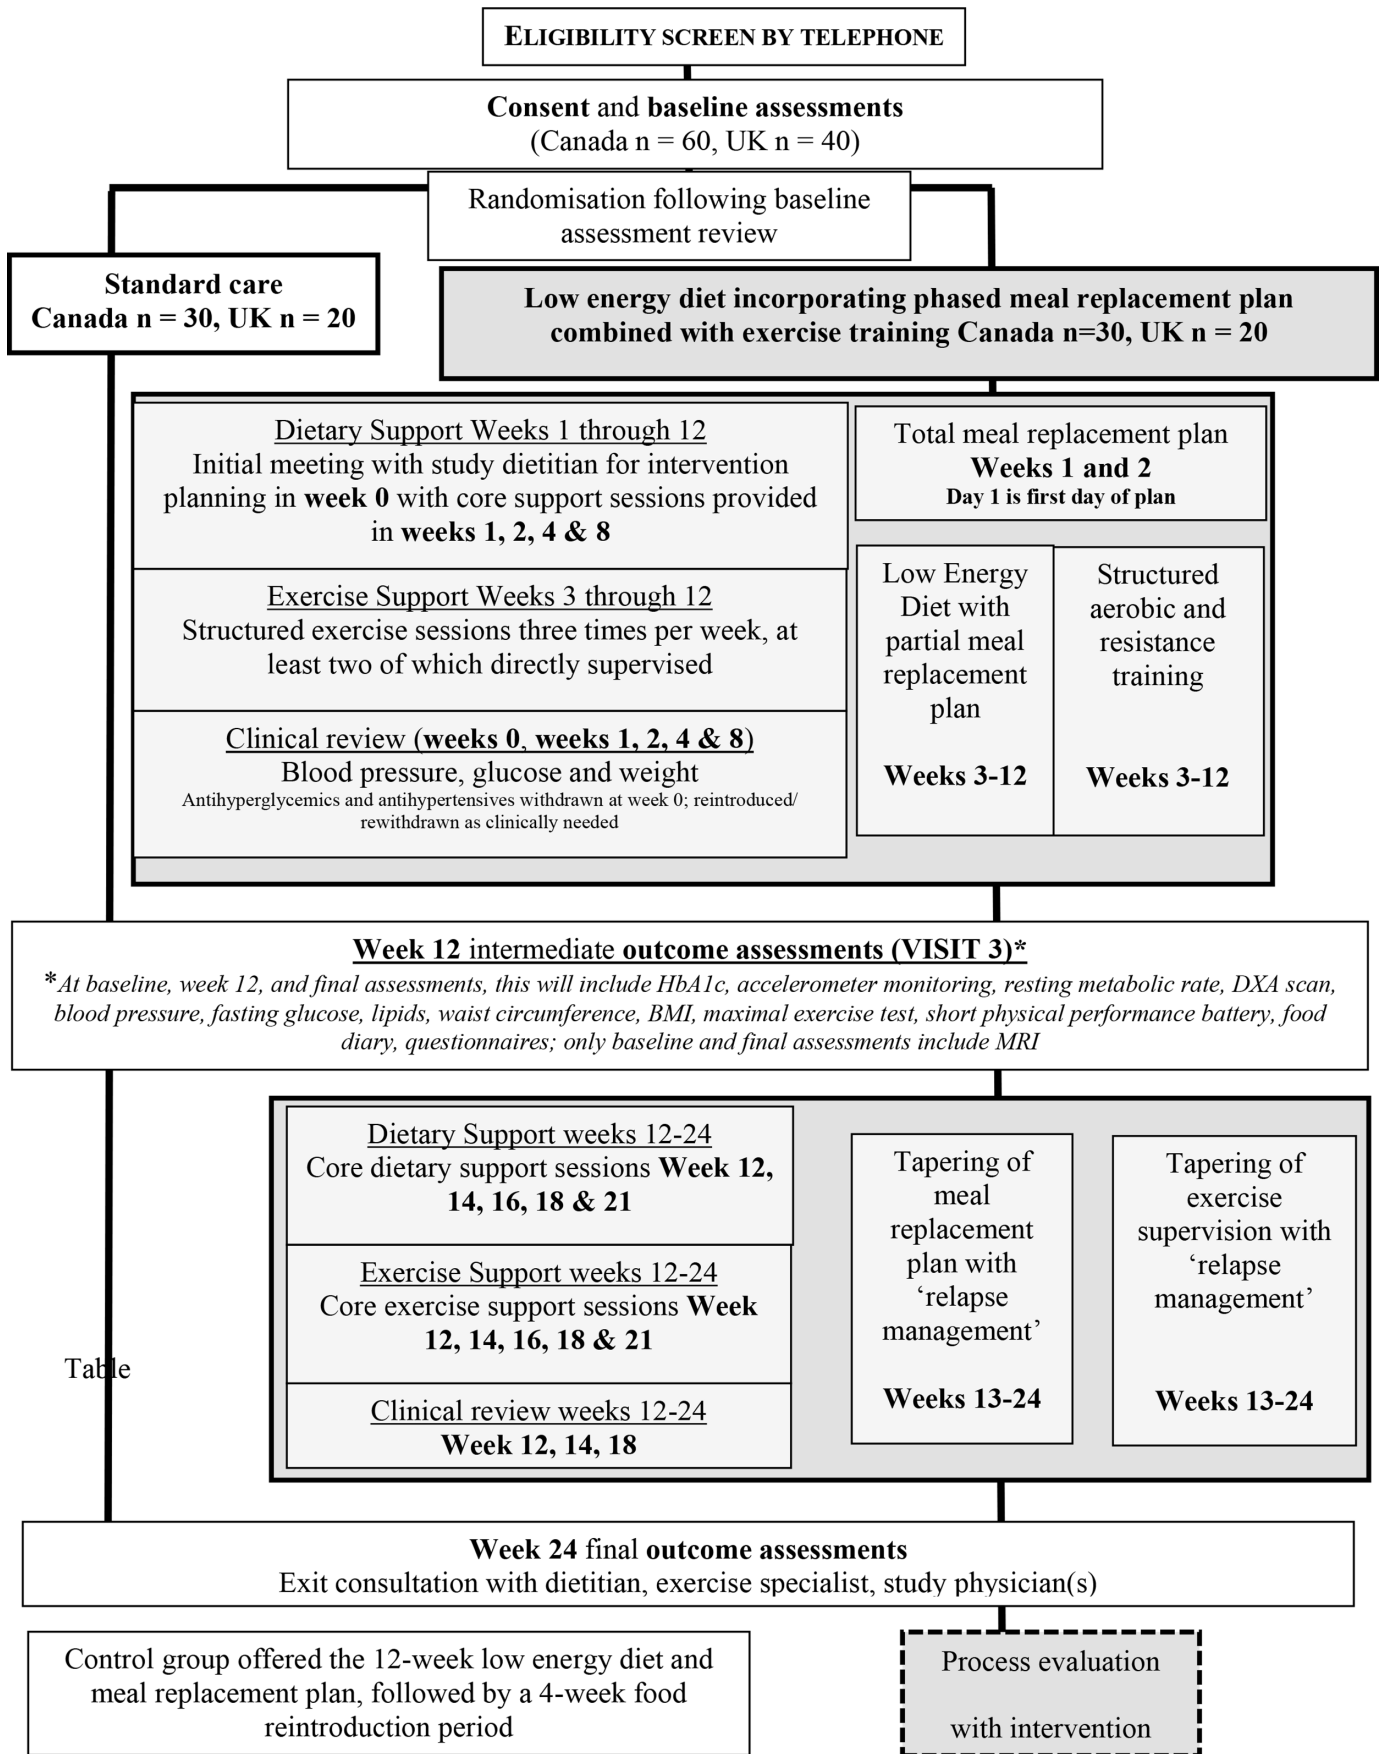 ELIGIBILITY SCREEN BY TELEPHONE
Consent and baseline assessments
(Canada n = 60, UK n = 40)
Randomisation following baseline
assessment review
Standard care
Canada n = 30, UK n = 20
Low energy diet incorporating phased meal replacement plan
combined with exercise training Canada n=30, UK n = 20
Dietary Support Weeks 1 through 12
Initial meeting with study dietitian for intervention
planning in week 0 with core support sessions provided
in weeks 1, 2, 4 & 8
Exercise Support Weeks 3 through 12
Structured exercise sessions three times per week, at
least two of which directly supervised
Clinical review (weeks 0, weeks 1, 2, 4 & 8)
Blood pressure, glucose and weight
Antihyperglycemics and antihypertensives withdrawn at week 0; reintroduced/
rewithdrawn as clinically needed
Total meal replacement plan
Weeks 1 and 2
Day 1 is first day of plan
Low Energy
Diet with
partial meal
replacement
plan
Weeks 3-12
Structured
aerobic and
resistance
training
Weeks 3-12
Week 12 intermediate outcome assessments (VISIT 3)*
*At baseline, week 12, and final assessments, this will include HbA1c, accelerometer monitoring, resting metabolic rate, DXA scan,
blood pressure, fasting glucose, lipids, waist circumference, BMI, maximal exercise test, short physical performance battery, food
diary, questionnaires; only baseline and final assessments include MRI
Dietary Support weeks 12-24
Core dietary support sessions Week 12,
14, 16, 18 & 21
Exercise Support weeks 12-24
Core exercise support sessions Week
12, 14, 16, 18 & 21
Clinical review weeks 12-24
Week 12, 14, 18
Tapering of
meal
replacement
plan with
‘relapse
management’
Weeks 13-24
Tapering of
exercise
supervision with
‘relapse
management’
Weeks 13-24
Table
Week 24 final outcome assessments
Exit consultation with dietitian, exercise specialist, study physician(s)
Control group offered the 12-week low energy diet and
meal replacement plan, followed by a 4-week food
reintroduction period
Process evaluation
with intervention